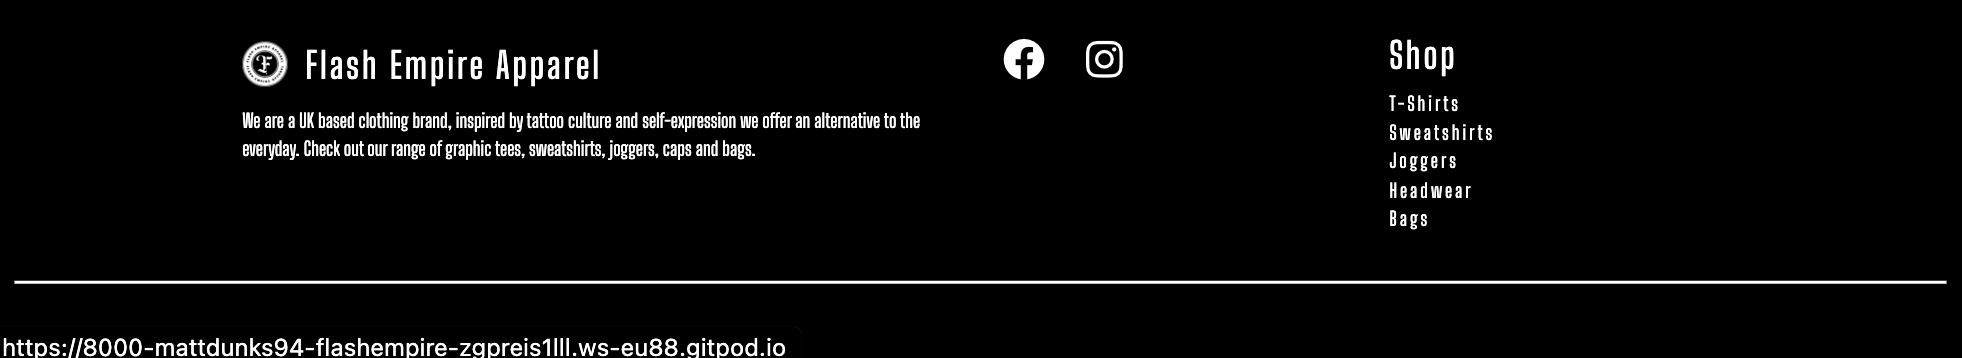 Flash Empire Apparel
We are a UK based clothing brand, inspired by tattoo culture and self-expression we offer an alternative to the
everyday. Check out our range of graphic tees, sweatshirts, joggers, caps and bags.
Shop
T-Shirts
Sweatshirts
Joggers
Headwear
Bags
https://8000-mattdunks94-flashempire-zgpreis1lll.ws-eu88.gitpod.io